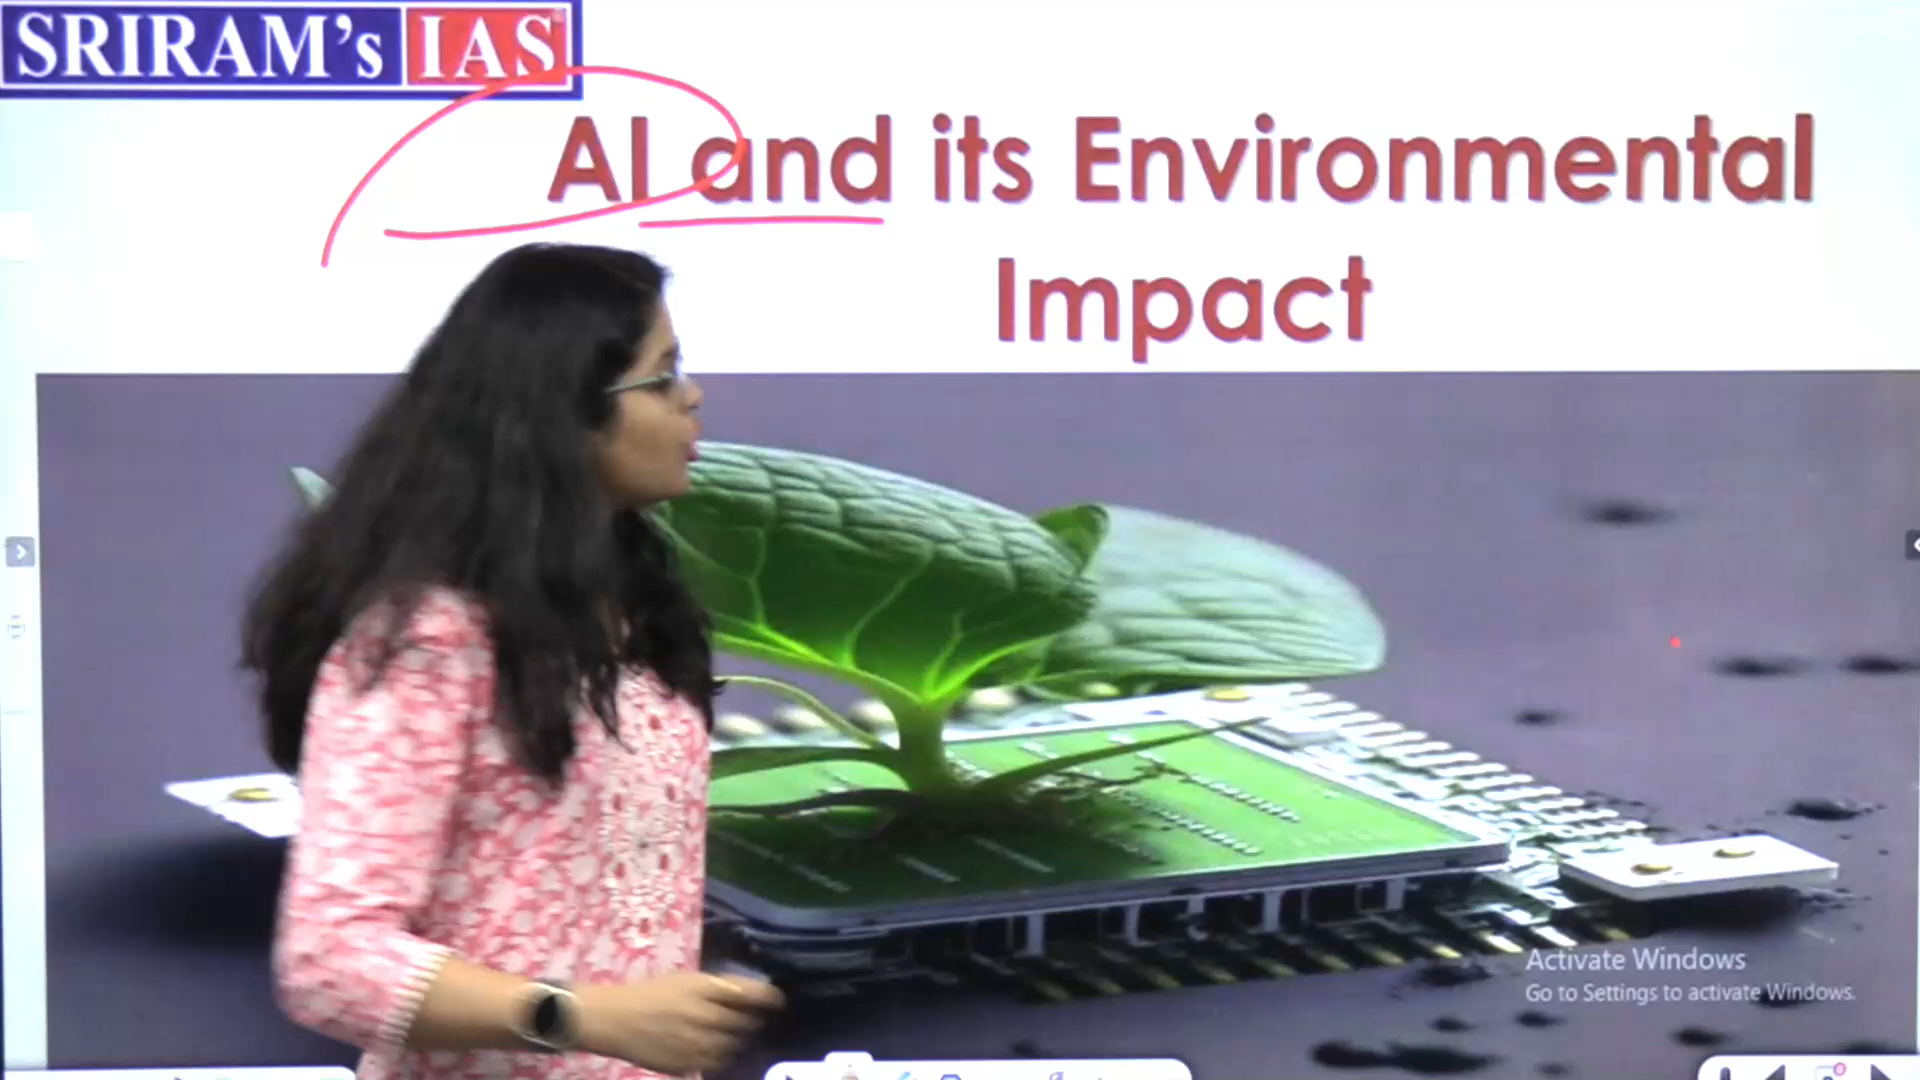 SRIRAM's IAS
AI and its Environmental
Impact
Activate Windows
Go to Settings to activate Windows.